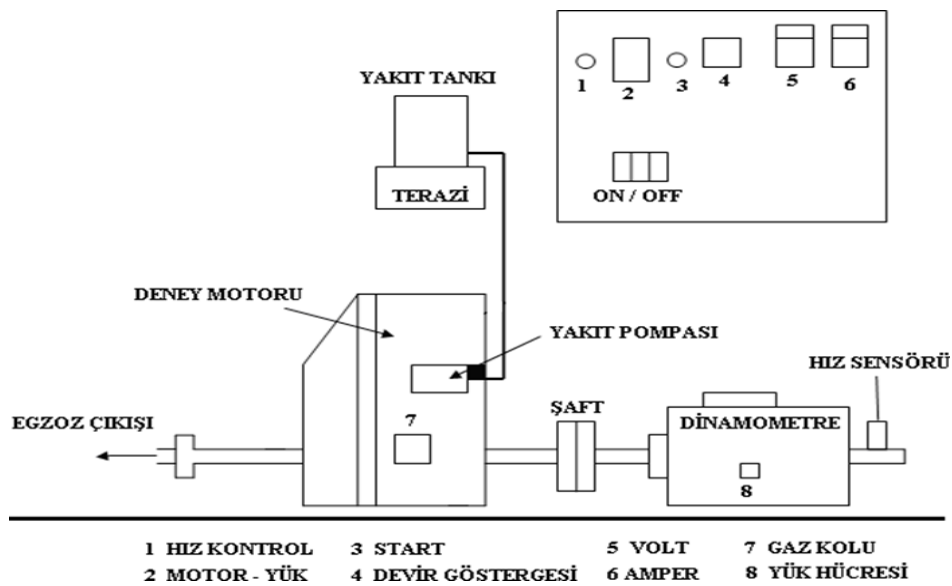 YAKIT TANKI
TERAZİ
1
2
3
4
5
6
ON / OFF
DENEY MOTORU
YAKIT POMPASI
HIZ SENSÖRÜ
EGZOZ ÇIKIŞI
7
ŞAFT
DİNAMOMETRE
8
1 HIZ KONTROL 3 START 5 VOLT 7 GAZ KOLU
2 MOTOR - YÜK 4 DEVİR GÖSTERGESİ 6 AMPER 8 YÜK HÜCRESİ